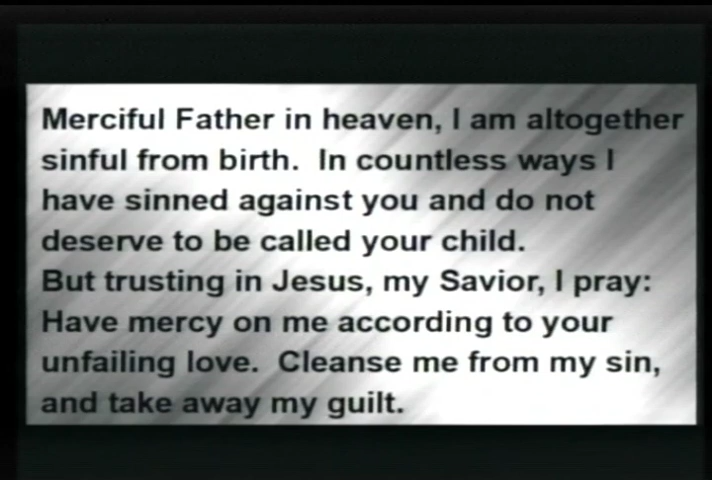 Merciful Father in heaven, I am altogether
sinful from birth.  In countless ways I
have sinned against you and do not
deserve to be called your child.
But trusting in Jesus, my Savior, I pray:
Have mercy on me according to your
unfailing love.  Cleanse me from my sin,
and take away my guilt.